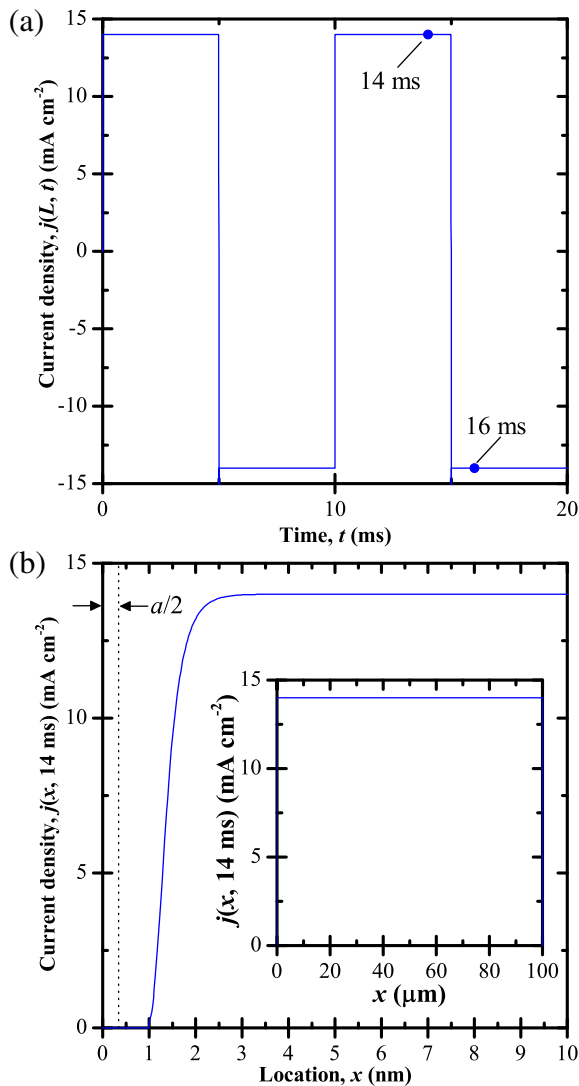 (a)
15
10
5
0
-5
-10
-15
Current density, j(L, t) (mA cm⁻²)
14 ms
16 ms
0
10
20
Time, t (ms)
(b)
15
10
5
0
Current density, j(x, 14 ms) (mA cm⁻²)
a/2
15
10
5
0
j(x, 14 ms) (mA cm⁻²)
0 20 40 60 80 100
x (μm)
0 1 2 3 4 5 6 7 8 9 10
Location, x (nm)